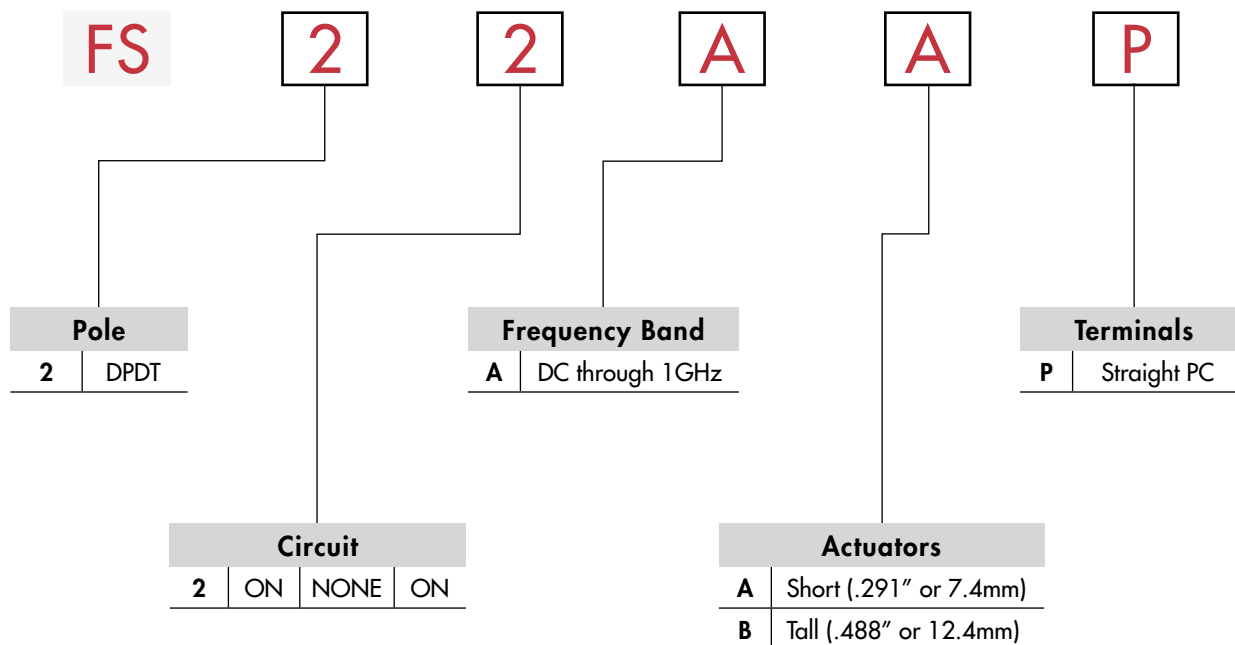 FS 2 2 A A P
Pole
2 DPDT
Frequency Band
A DC through 1GHz
Terminals
P Straight PC
Circuit
2 ON NONE ON
Actuators
A Short (.291” or 7.4mm)
B Tall (.488” or 12.4mm)